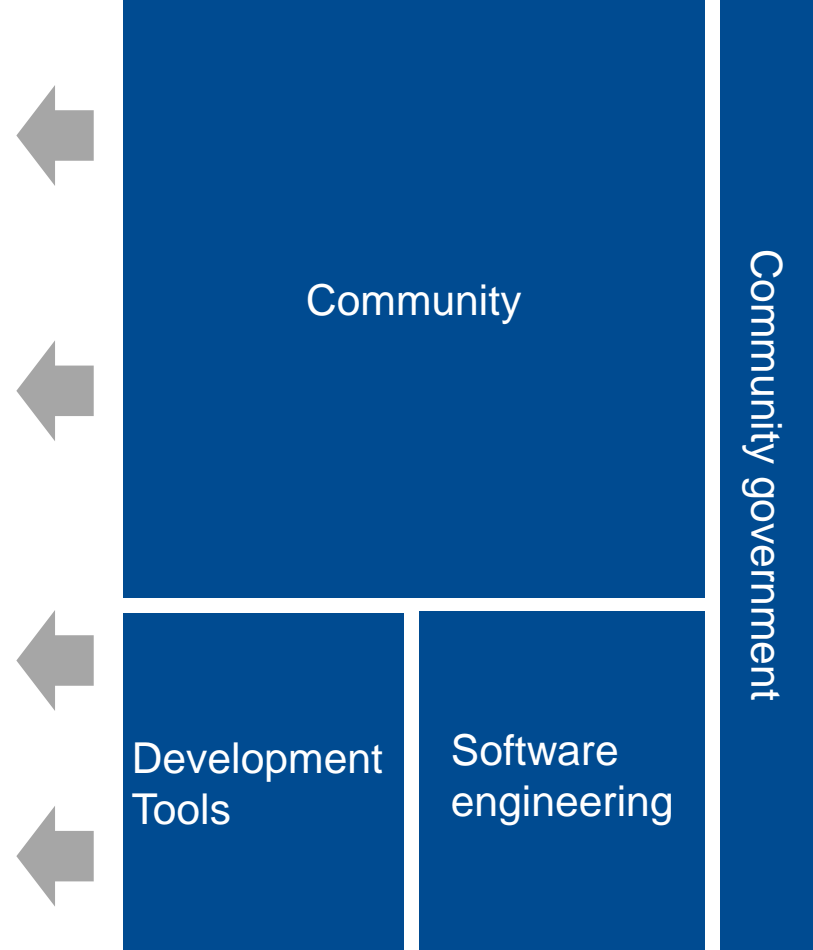 Community
Community government
Development
Tools
Software
engineering